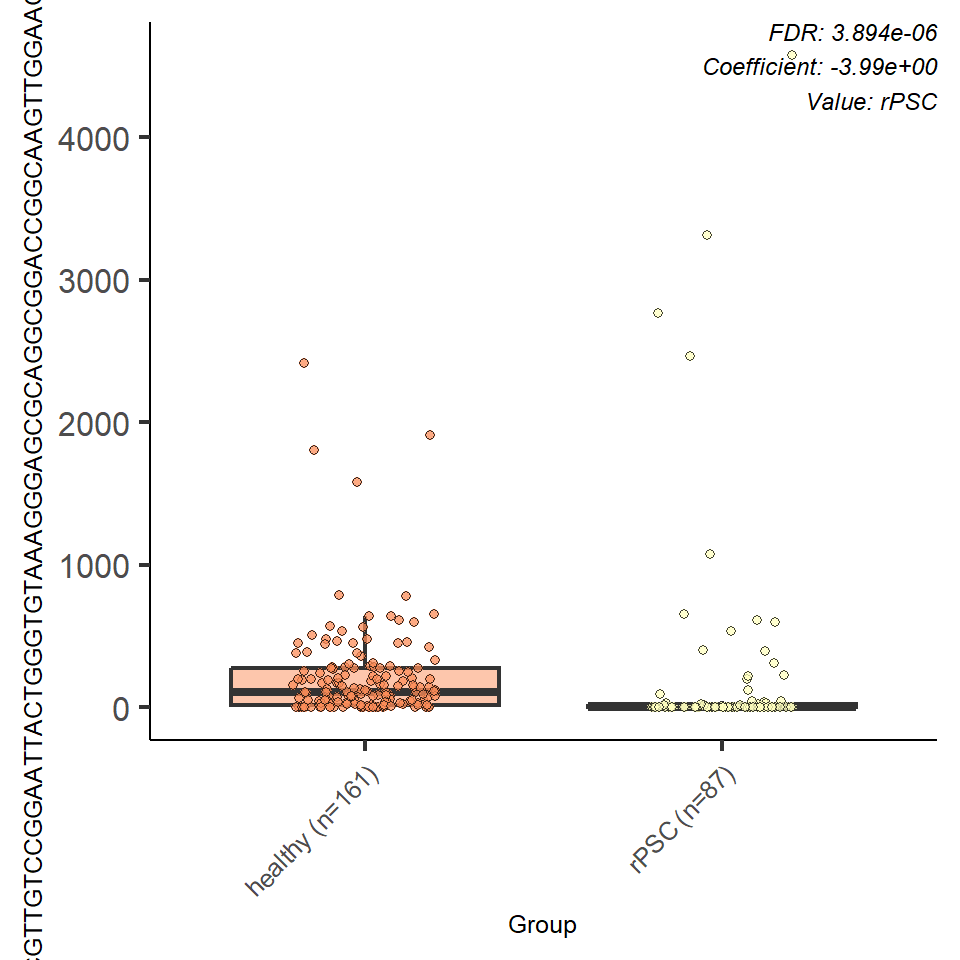 CGTTGTCCGGAATTACTGGGTGTAAAGGGAGCGCAGGCGGACCGGCAAGTTGGAAG
FDR: 3.894e-06
Coefficient: -3.99e+00
Value: rPSC
4000
3000
2000
1000
0
healthy (n=161)
rPSC (n=87)
Group